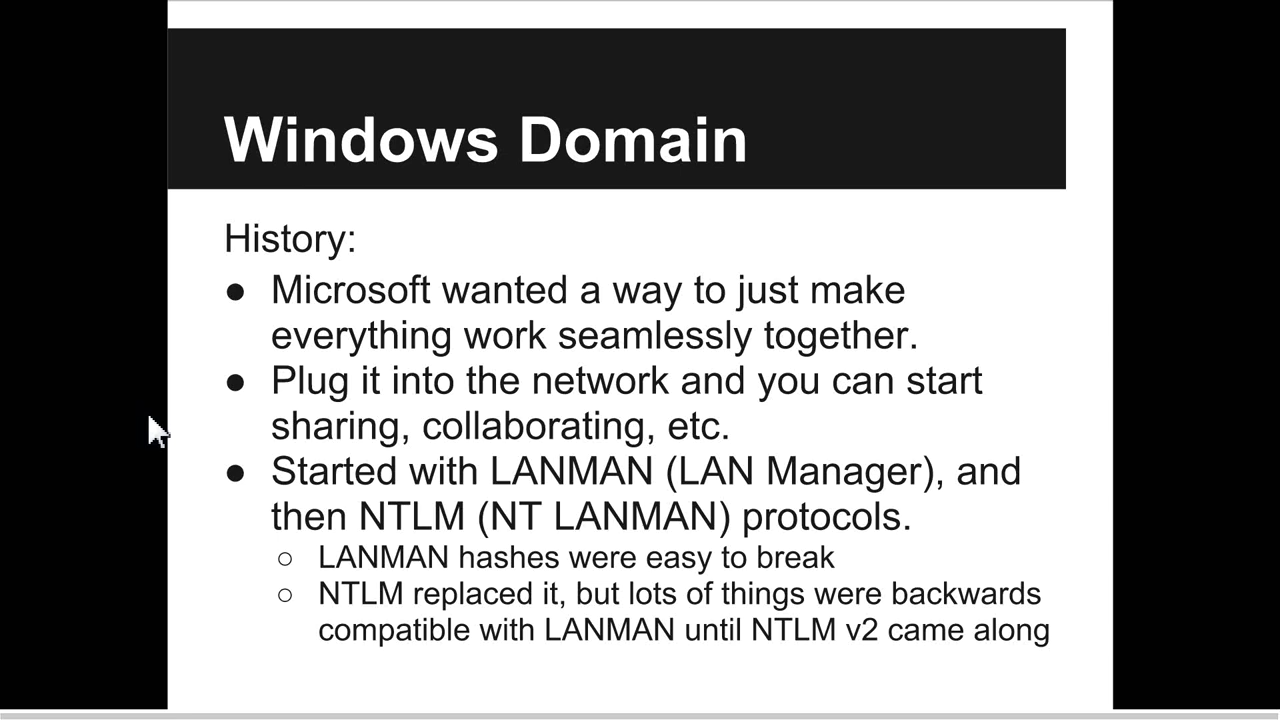 Windows Domain
History:
● Microsoft wanted a way to just make
everything work seamlessly together.
● Plug it into the network and you can start
sharing, collaborating, etc.
● Started with LANMAN (LAN Manager), and
then NTLM (NT LANMAN) protocols.
○ LANMAN hashes were easy to break
○ NTLM replaced it, but lots of things were backwards
compatible with LANMAN until NTLM v2 came along